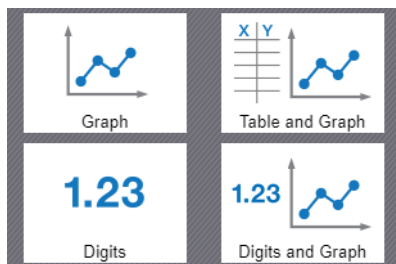 X Y
Graph
Table and Graph
1.23
1.23
Digits
Digits and Graph